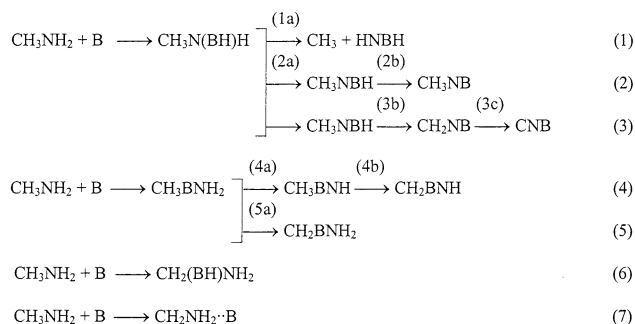 (1a)
CH₃NH₂ + B ⟶ CH₃N(BH)H ⟶ CH₃ + HNBH (1)
(2a) (2b)
⟶ CH₃NBH ⟶ CH₃NB (2)
(3b) (3c)
⟶ CH₃NBH ⟶ CH₂NB ⟶ CNB (3)
(4a) (4b)
CH₃NH₂ + B ⟶ CH₃BNH₂ ⟶ CH₃BNH ⟶ CH₂BNH (4)
(5a)
⟶ CH₂BNH₂ (5)
CH₃NH₂ + B ⟶ CH₂(BH)NH₂ (6)
CH₃NH₂ + B ⟶ CH₂NH₂··B (7)